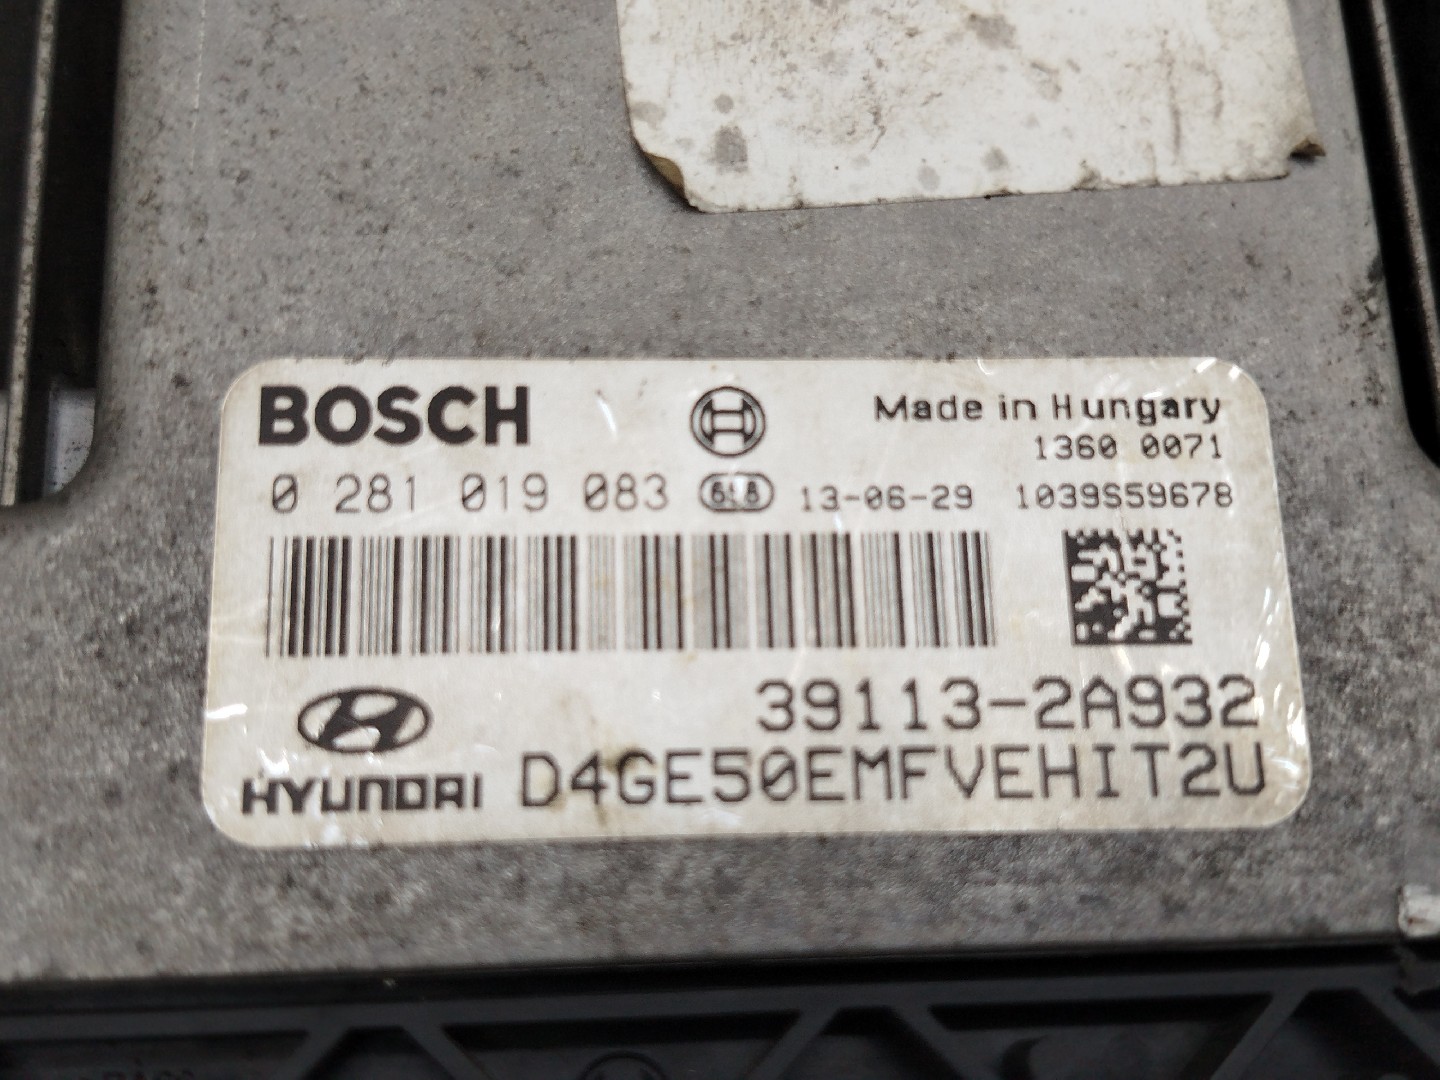 BOSCH
Made in Hungary
1360 0071
0 281 019 083
13-06-29 1039S59678
39113-2A932
HYUNDAI D4GE50EMFVEHIT2U